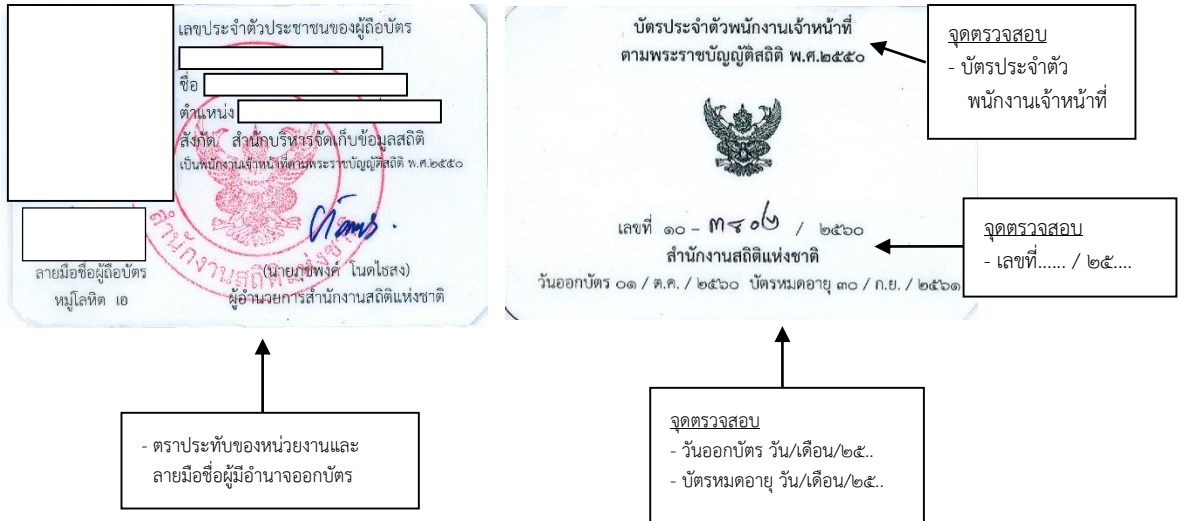 เลขประจำตัวประชาชนของผู้ถือบัตร
ชื่อ
ตำแหน่ง
สังกัด สำนักบริหารจัดเก็บข้อมูลสถิติ
เป็นพนักงานเจ้าหน้าที่ตามพระราชบัญญัติสถิติ พ.ศ.๒๕๕๐
สำนักงานสถิติแห่งชาติ
ลายมือชื่อผู้ถือบัตร
หมู่โลหิต เอ
(นายภุชพงค์ โนดไธสง)
ผู้อำนวยการสำนักงานสถิติแห่งชาติ
บัตรประจำตัวพนักงานเจ้าหน้าที่
ตามพระราชบัญญัติสถิติ พ.ศ.๒๕๕๐
เลขที่ ๑๐ - ๓๘๐๒ / ๒๕๖๐
สำนักงานสถิติแห่งชาติ
วันออกบัตร ๐๑ / ต.ค. / ๒๕๖๐ บัตรหมดอายุ ๓๐ / ก.ย. / ๒๕๖๑
จุดตรวจสอบ
- บัตรประจำตัว
พนักงานเจ้าหน้าที่
จุดตรวจสอบ
- เลขที่...... / ๒๕....
- ตราประทับของหน่วยงานและ
ลายมือชื่อผู้มีอำนาจออกบัตร
จุดตรวจสอบ
- วันออกบัตร วัน/เดือน/๒๕..
- บัตรหมดอายุ วัน/เดือน/๒๕..